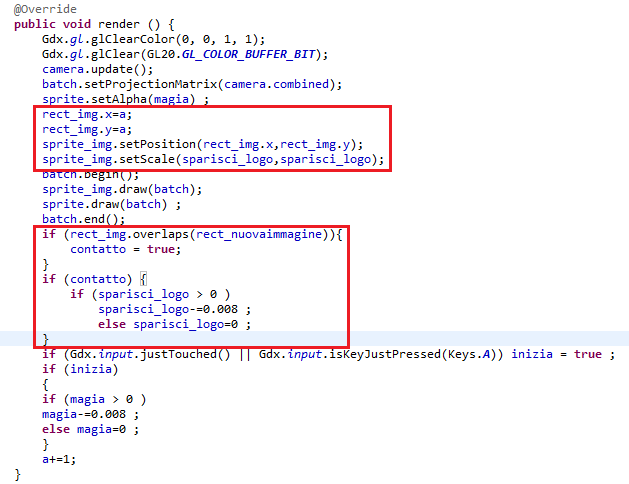 @Override
public void render () {
Gdx.gl.glClearColor(0, 0, 1, 1);
Gdx.gl.glClear(GL20.GL_COLOR_BUFFER_BIT);
camera.update();
batch.setProjectionMatrix(camera.combined);
sprite.setAlpha(magia) ;
rect_img.x=a;
rect_img.y=a;
sprite_img.setPosition(rect_img.x,rect_img.y);
sprite_img.setScale(sparisci_logo,sparisci_logo);
batch.begin();
sprite_img.draw(batch);
sprite.draw(batch) ;
batch.end();
if (rect_img.overlaps(rect_nuovaimmagine)){
contatto = true;
}
if (contatto) {
if (sparisci_logo > 0 )
sparisci_logo-=0.008 ;
else sparisci_logo=0 ;
}
if (Gdx.input.justTouched() || Gdx.input.isKeyJustPressed(Keys.A)) inizia = true ;
if (inizia)
{
if (magia > 0 )
magia-=0.008 ;
else magia=0 ;
}
a+=1;
}